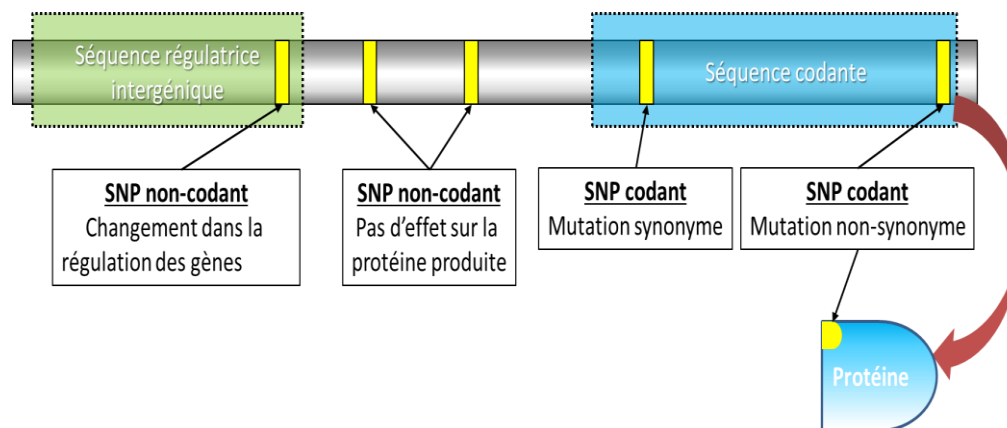 Séquence régulatrice
intergénique
Séquence codante
SNP non-codant
Changement dans la
régulation des gènes
SNP non-codant
Pas d'effet sur la
protéine produite
SNP codant
Mutation synonyme
SNP codant
Mutation non-synonyme
Protéine